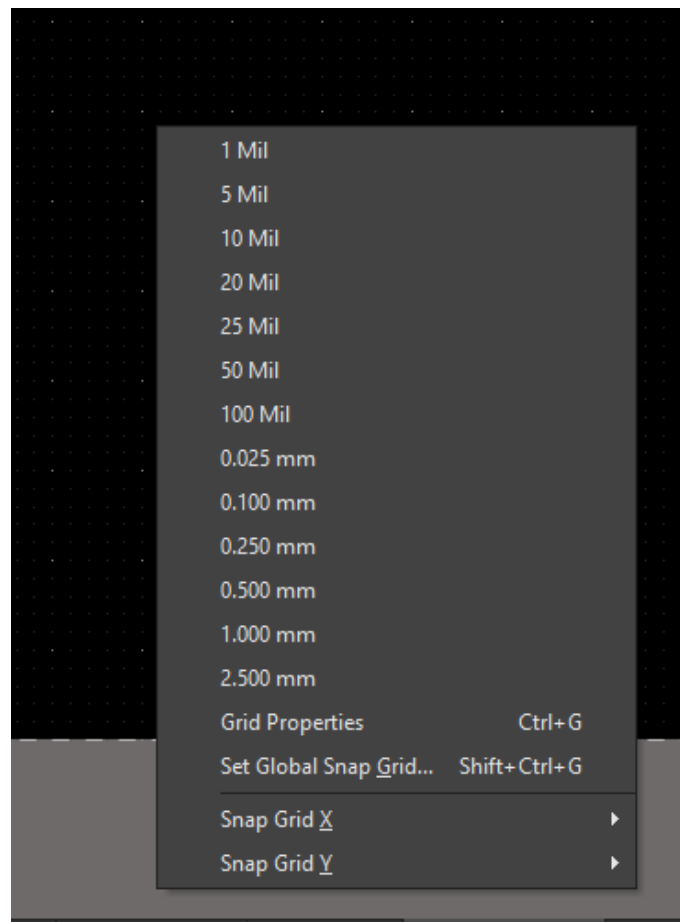 1 Mil
5 Mil
10 Mil
20 Mil
25 Mil
50 Mil
100 Mil
0.025 mm
0.100 mm
0.250 mm
0.500 mm
1.000 mm
2.500 mm
Grid Properties Ctrl+G
Set Global Snap Grid... Shift+Ctrl+G
Snap Grid X
Snap Grid Y